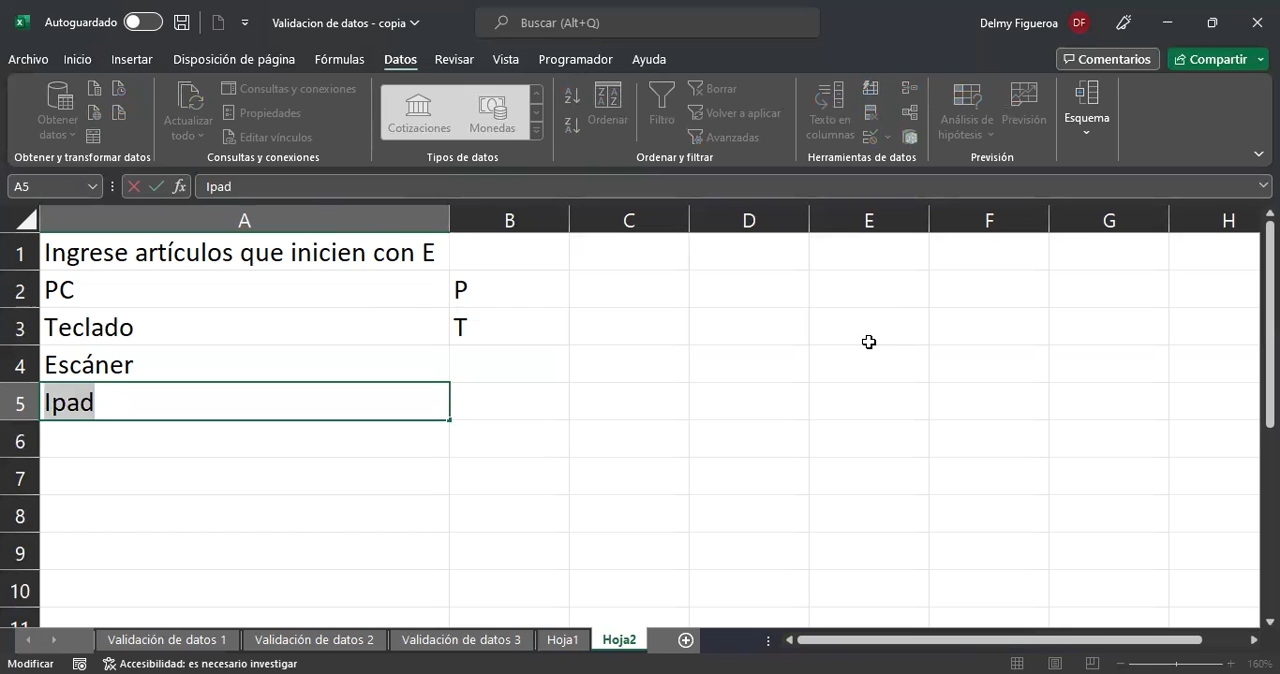 Autoguardado Validacion de datos - copia Buscar (Alt+Q) Delmy Figueroa DF
Archivo Inicio Insertar Disposición de página Fórmulas Datos Revisar Vista Programador Ayuda Comentarios Compartir
Obtener datos
Actualizar todo
Consultas y conexiones
Propiedades
Editar vínculos
Cotizaciones Monedas
Ordenar
Filtro
Borrar
Volver a aplicar
Avanzadas
Texto en columnas
Análisis de hipótesis
Previsión
Esquema
Obtener y transformar datos Consultas y conexiones Tipos de datos Ordenar y filtrar Herramientas de datos Previsión
A5 fx Ipad
A B C D E F G H
1 Ingrese artículos que inicien con E
2 PC P
3 Teclado T
4 Escáner
5 Ipad
6
7
8
9
10
11
Validación de datos 1 Validación de datos 2 Validación de datos 3 Hoja1 Hoja2
Modificar Accesibilidad: es necesario investigar 160%